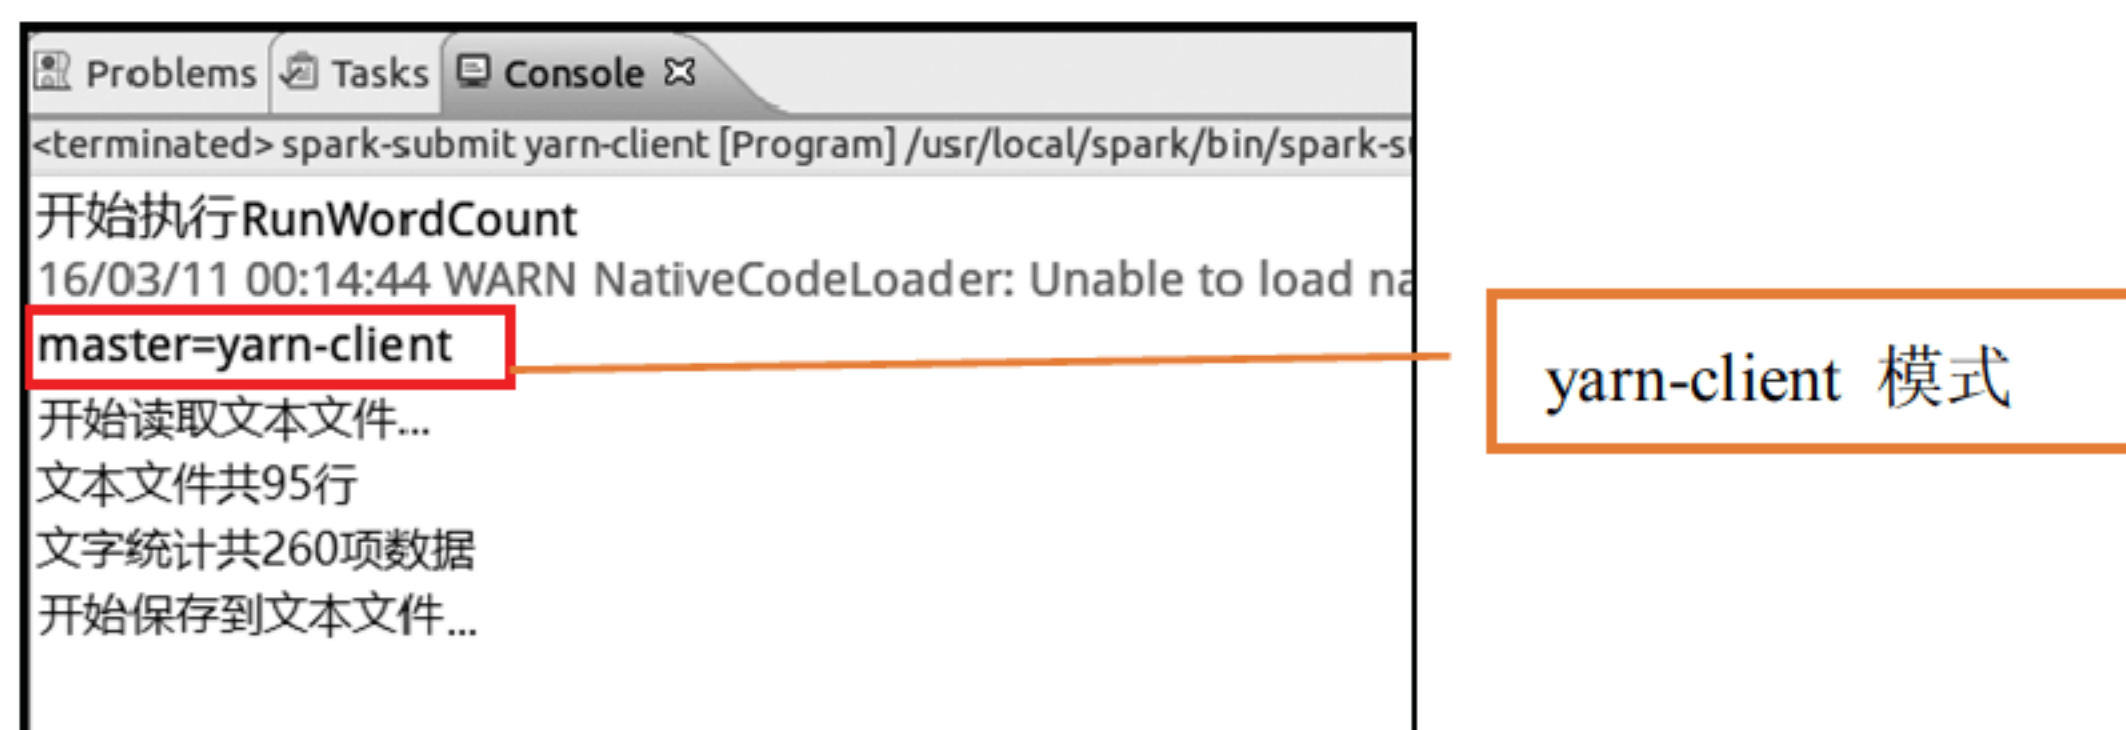 Problems Tasks Console
<terminated> spark-submit yarn-client [Program] /usr/local/spark/bin/spark-s
开始执行RunWordCount
16/03/11 00:14:44 WARN NativeCodeLoader: Unable to load na
master=yarn-client
yarn-client 模式
开始读取文本文件...
文本文件共95行
文字统计共260项数据
开始保存到文本文件...